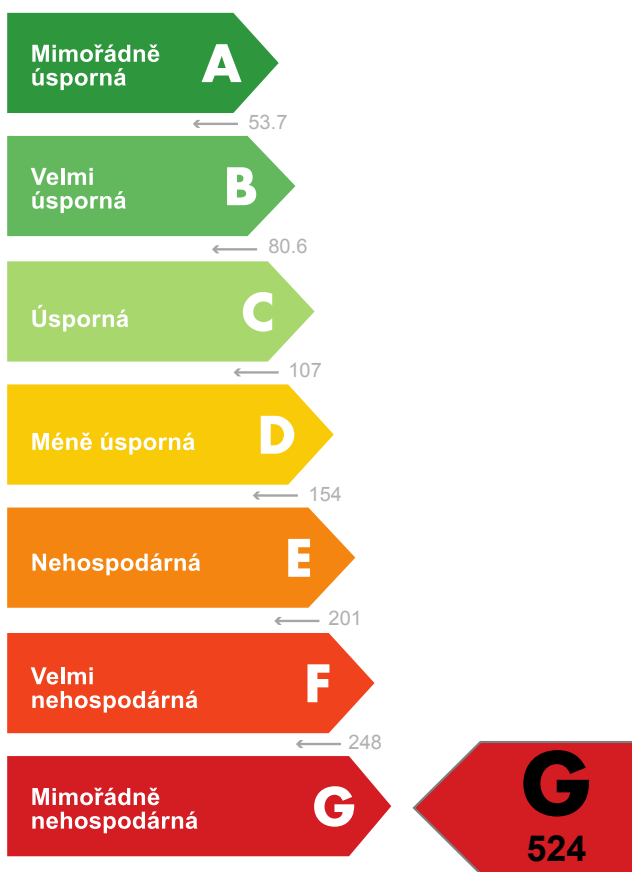 Mimořádně
úsporná
A
53.7
Velmi
úsporná
B
80.6
Úsporná
C
107
Méně úsporná
D
154
Nehospodárná
E
201
Velmi
nehospodárná
F
248
Mimořádně
nehospodárná
G
G
524